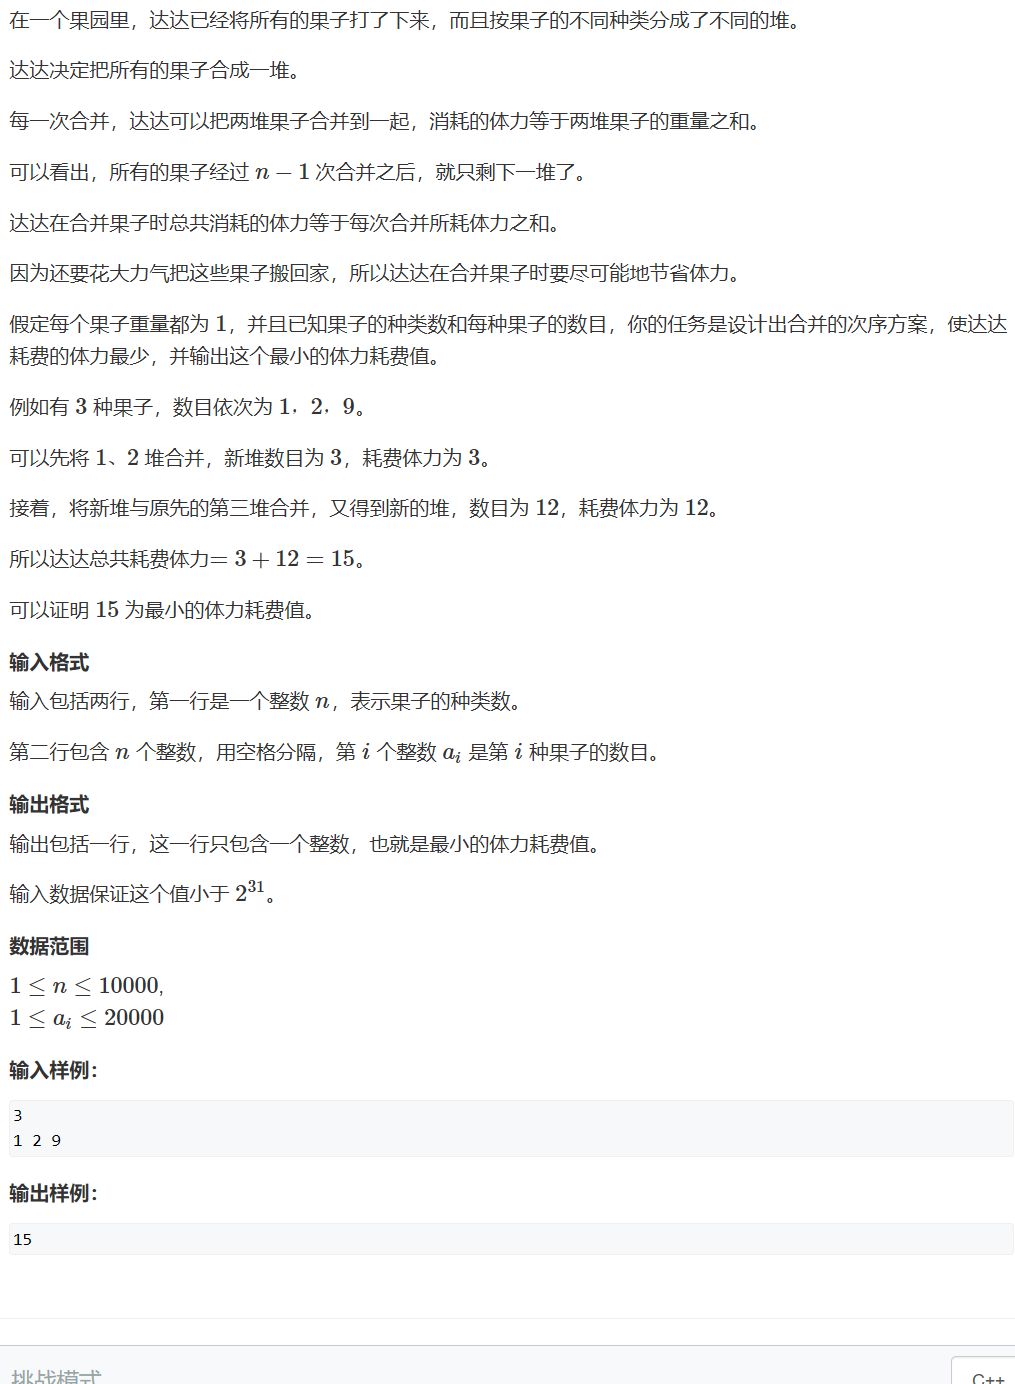 在一个果园里，达达已经将所有的果子打了下来，而且按果子的不同种类分成了不同的堆。
达达决定把所有的果子合成一堆。
每一次合并，达达可以把两堆果子合并到一起，消耗的体力等于两堆果子的重量之和。
可以看出，所有的果子经过 n − 1 次合并之后，就只剩下一堆了。
达达在合并果子时总共消耗的体力等于每次合并所耗体力之和。
因为还要花大力气把这些果子搬回家，所以达达在合并果子时要尽可能地节省体力。
假定每个果子重量都为 1，并且已知果子的种类数和每种果子的数目，你的任务是设计出合并的次序方案，使达达
耗费的体力最少，并输出这个最小的体力耗费值。
例如有 3 种果子，数目依次为 1，2，9。
可以先将 1、2 堆合并，新堆数目为 3，耗费体力为 3。
接着，将新堆与原先的第三堆合并，又得到新的堆，数目为 12，耗费体力为 12。
所以达达总共耗费体力= 3 + 12 = 15。
可以证明 15 为最小的体力耗费值。
输入格式
输入包括两行，第一行是一个整数 n，表示果子的种类数。
第二行包含 n 个整数，用空格分隔，第 i 个整数 aᵢ 是第 i 种果子的数目。
输出格式
输出包括一行，这一行只包含一个整数，也就是最小的体力耗费值。
输入数据保证这个值小于 2³¹。
数据范围
1 ≤ n ≤ 10000,
1 ≤ aᵢ ≤ 20000
输入样例：
3
1 2 9
输出样例：
15
挑战模式
C++